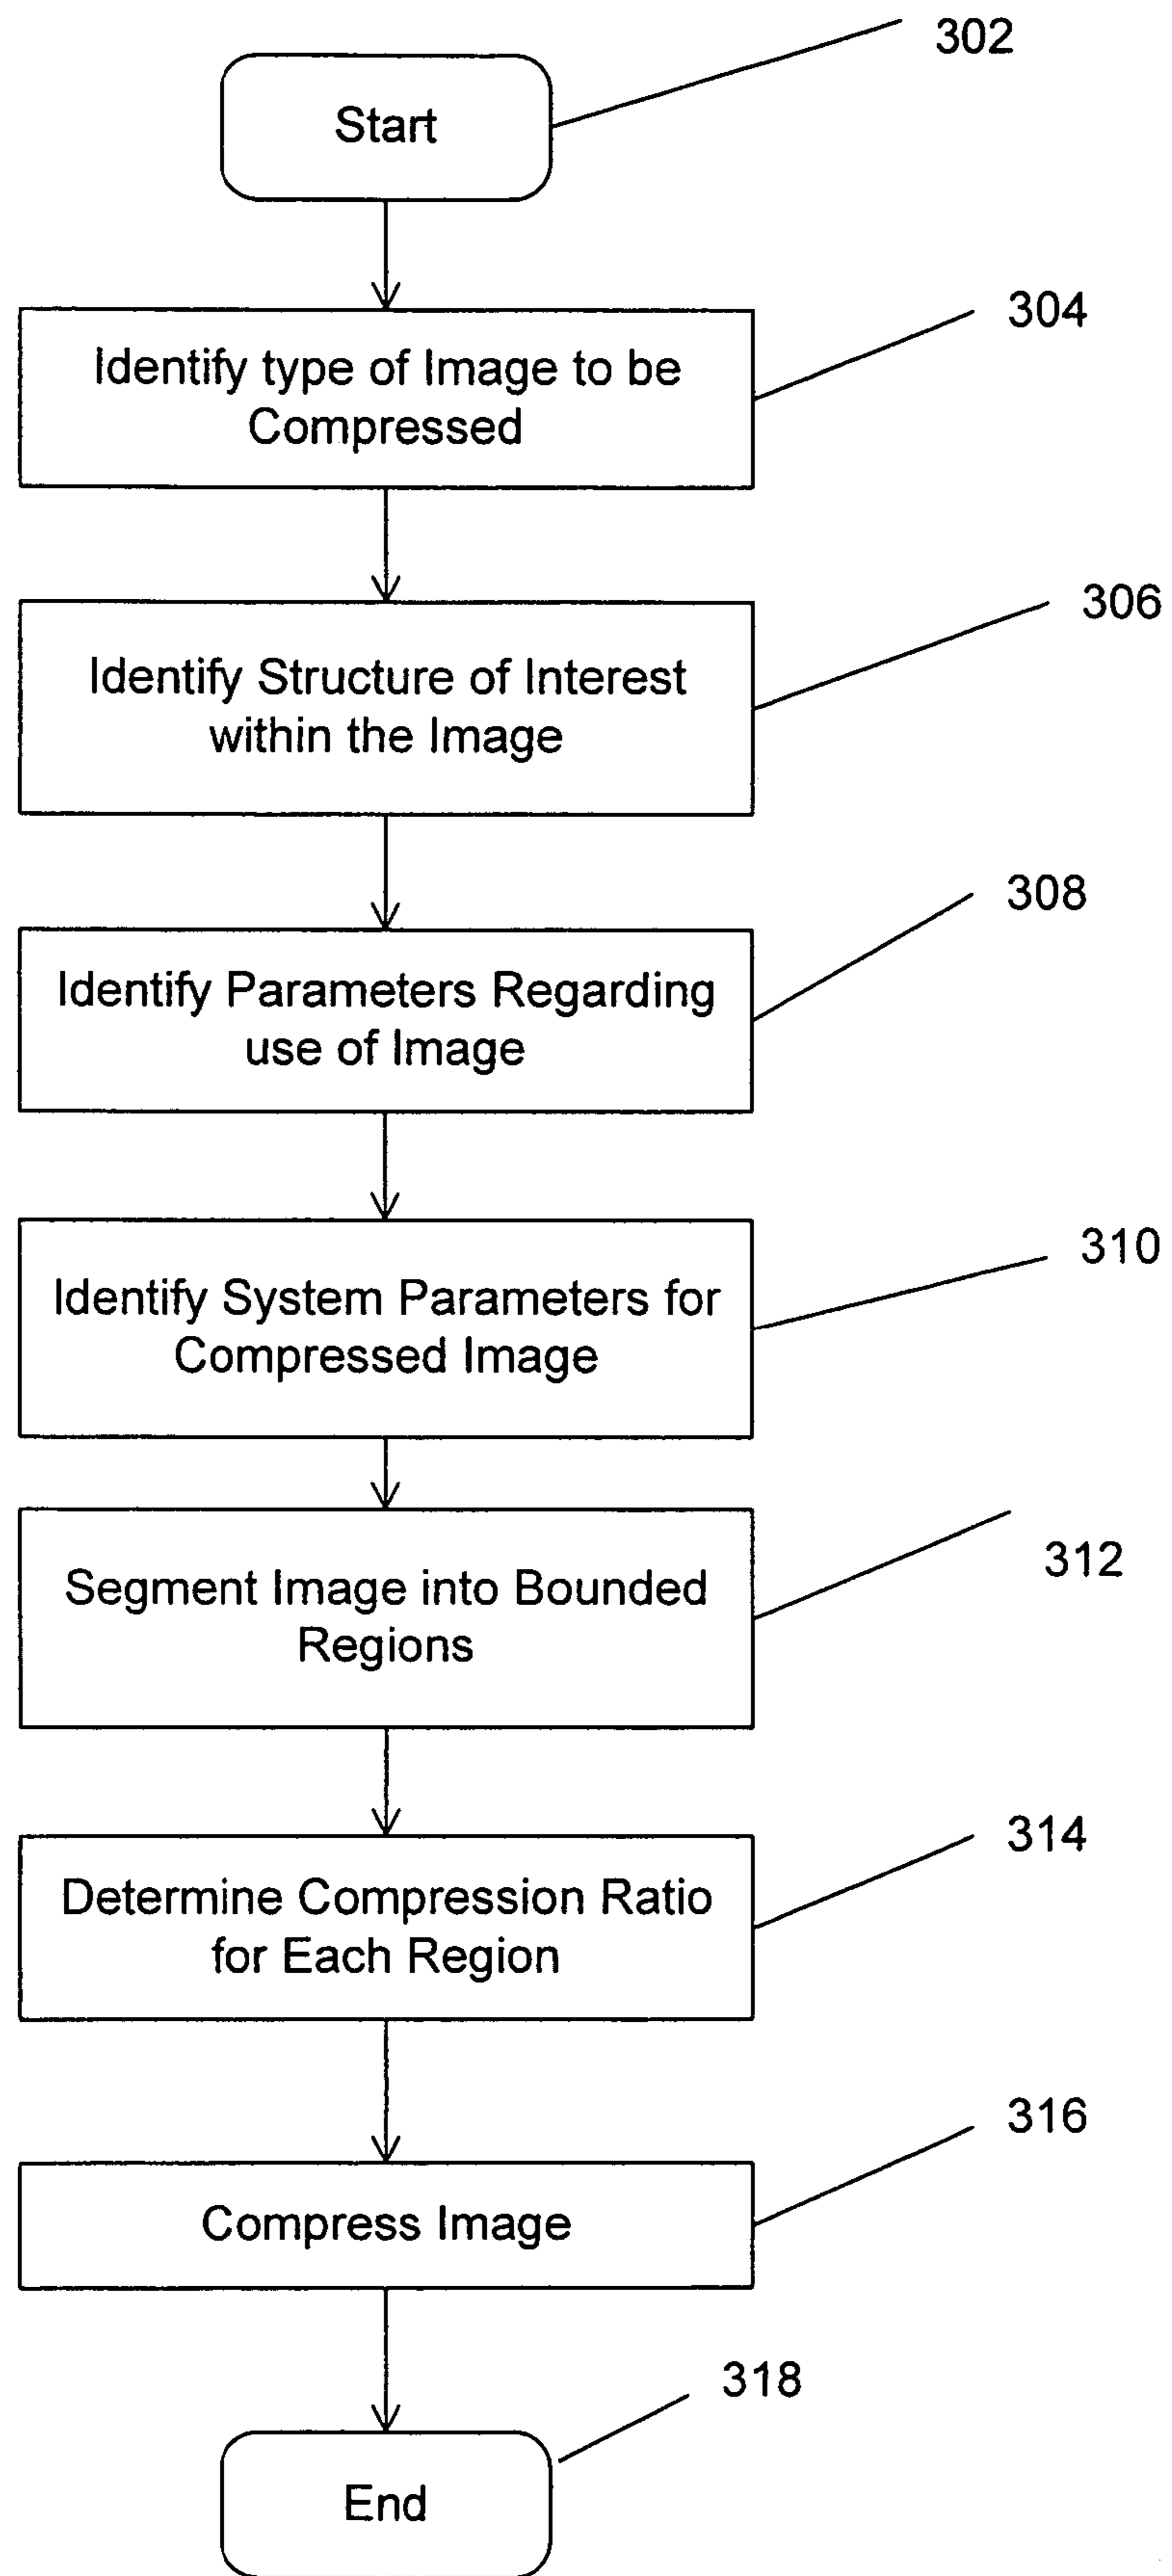 302
Start
304
Identify type of Image to be
Compressed
306
Identify Structure of Interest
within the Image
308
Identify Parameters Regarding
use of Image
310
Identify System Parameters for
Compressed Image
312
Segment Image into Bounded
Regions
314
Determine Compression Ratio
for Each Region
316
Compress Image
318
End